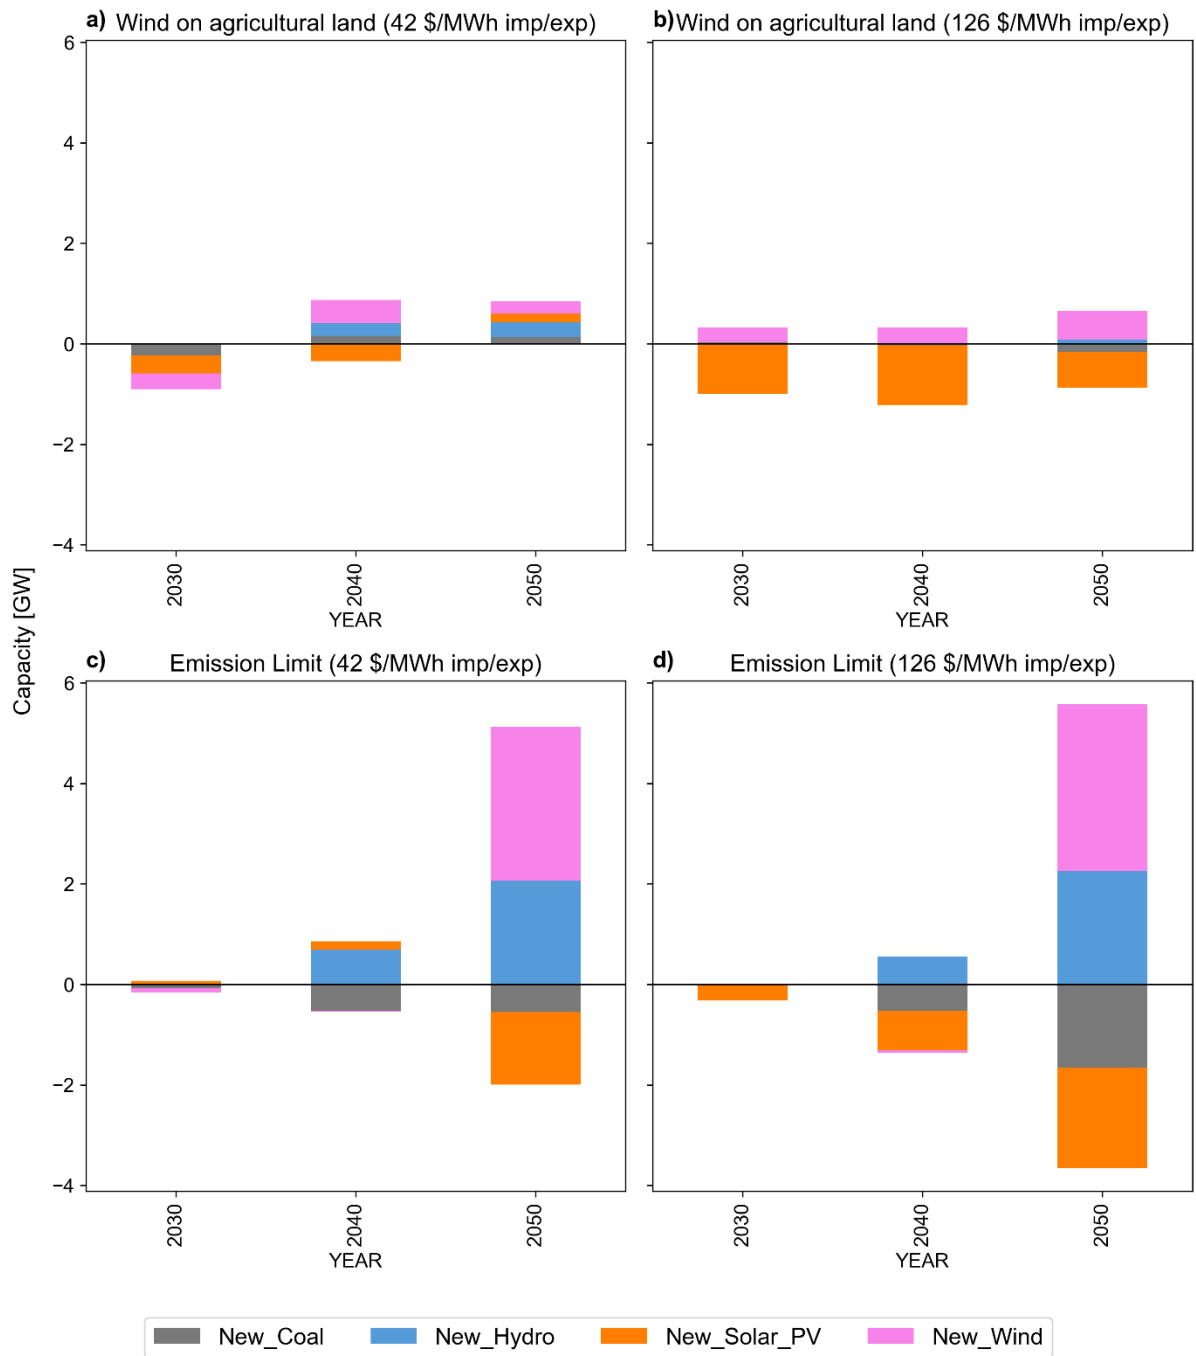 a) Wind on agricultural land (42 $/MWh imp/exp)
b) Wind on agricultural land (126 $/MWh imp/exp)
6
4
2
0
−2
−4
2030
2040
2050
YEAR
2030
2040
2050
YEAR
Capacity [GW]
c) Emission Limit (42 $/MWh imp/exp)
d) Emission Limit (126 $/MWh imp/exp)
6
4
2
0
−2
−4
2030
2040
2050
YEAR
2030
2040
2050
YEAR
New_Coal New_Hydro New_Solar_PV New_Wind